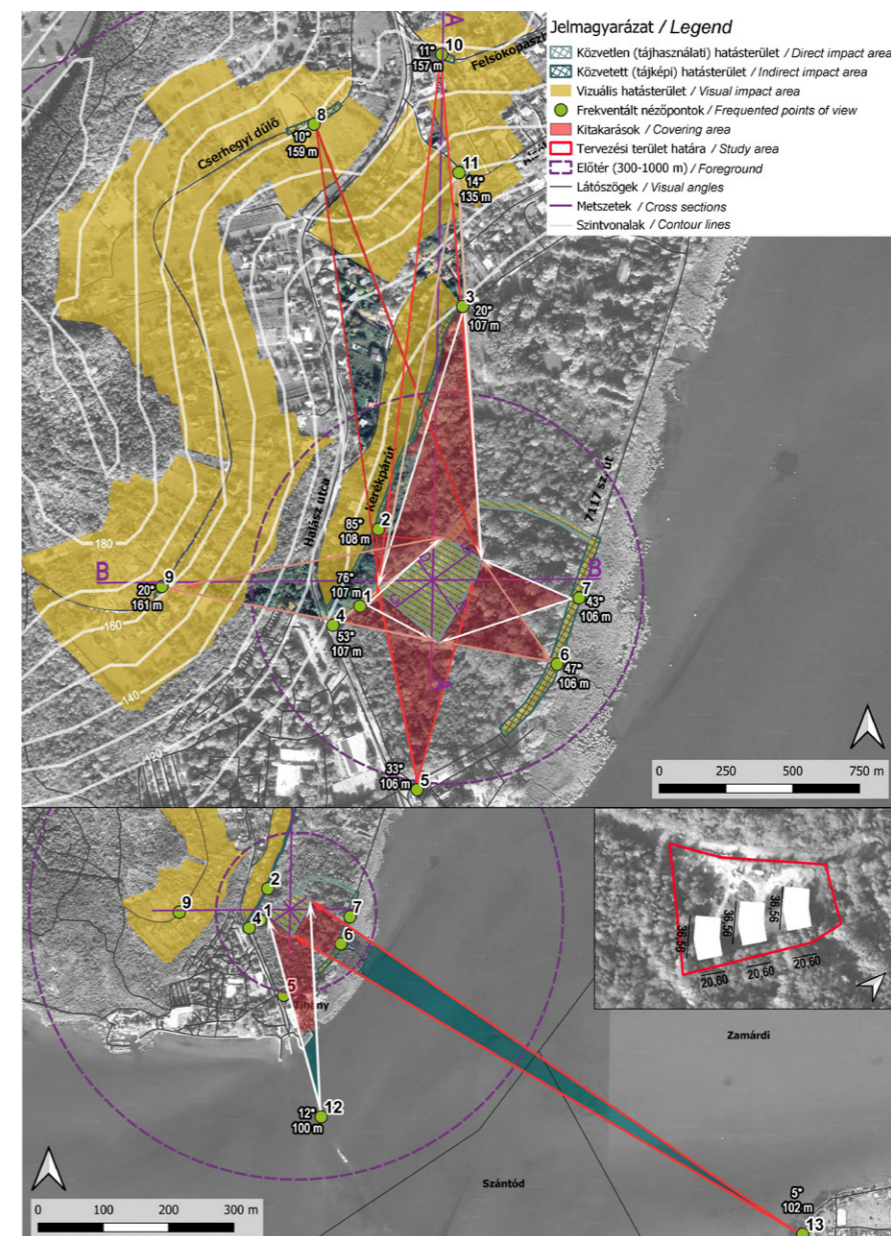 Jelmagyarázat / Legend
Közvetlen (tájhasználati) hatásterület / Direct impact area
Közvetett (tájképi) hatásterület / Indirect impact area
Vizuális hatásterület / Visual impact area
Frekventált nézőpontok / Frequented points of view
Kitakarások / Covering area
Tervezési terület határa / Study area
Előtér (300-1000 m) / Foreground
Látószögek / Visual angles
Metszetek / Cross sections
Szintvonalak / Contour lines
A
10
11°
157 m
8
10°
159 m
Cserhegyi dűlő
11
14°
135 m
3
20°
107 m
Halász utca
Kerékpárút
7117 sz. út
2
85°
108 m
180
160
140
B
9
20°
161 m
76°
107 m
1
4
53°
107 m
B
7
43°
106 m
6
47°
106 m
A
33°
106 m
5
0 250 500 750 m
2
9
1
4
7
6
5
Tihany
12
12°
100 m
36,56
36,56
36,56
20,60
20,60
20,60
Zamárdi
Szántód
5°
102 m
13
0 100 200 300 m